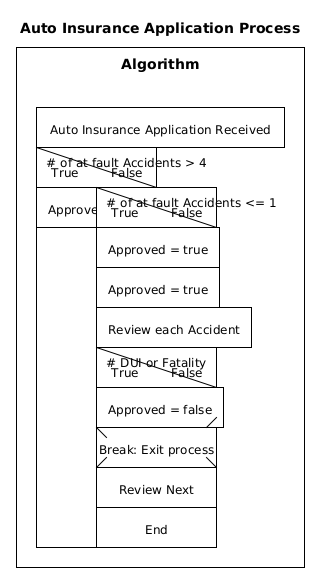 Auto Insurance Application Process
Algorithm
Auto Insurance Application Received
# of at fault Accidents > 4
True False
# of at fault Accidents <= 1
True False
Approve
Approved = true
Approved = true
Review each Accident
# DUI or Fatality
True False
Approved = false
Break: Exit process
Review Next
End